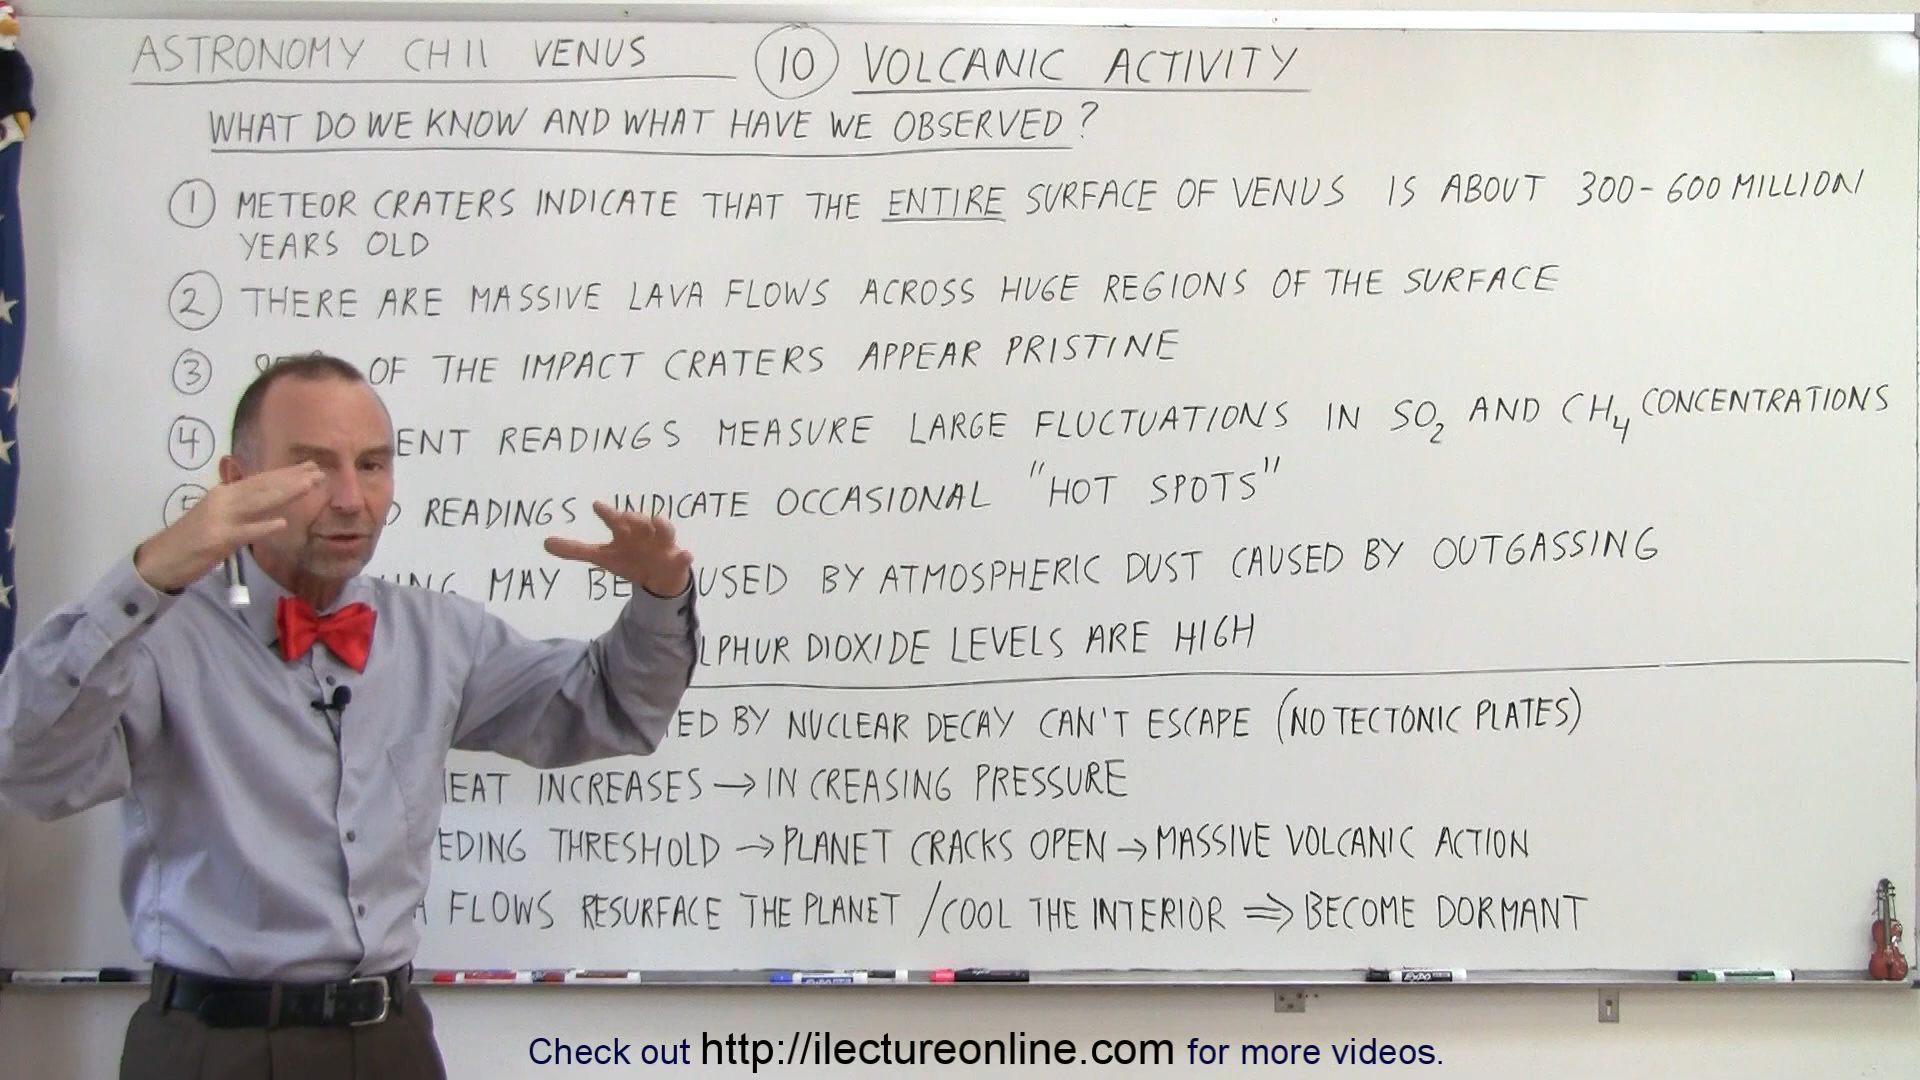 ASTRONOMY CH 11 VENUS 10 VOLCANIC ACTIVITY
WHAT DO WE KNOW AND WHAT HAVE WE OBSERVED?
1 METEOR CRATERS INDICATE THAT THE ENTIRE SURFACE OF VENUS IS ABOUT 300-600 MILLION
YEARS OLD
2 THERE ARE MASSIVE LAVA FLOWS ACROSS HUGE REGIONS OF THE SURFACE
3 OF THE IMPACT CRATERS APPEAR PRISTINE
4 READINGS MEASURE LARGE FLUCTUATIONS IN SO2 AND CH4 CONCENTRATIONS
5 READINGS INDICATE OCCASIONAL "HOT SPOTS"
MAY BE BY ATMOSPHERIC DUST CAUSED BY OUTGASSING
DIOXIDE LEVELS ARE HIGH
BY NUCLEAR DECAY CAN'T ESCAPE (NO TECTONIC PLATES)
INCREASES → INCREASING PRESSURE
THRESHOLD → PLANET CRACKS OPEN → MASSIVE VOLCANIC ACTION
FLOWS RESURFACE THE PLANET / COOL THE INTERIOR ⇒ BECOME DORMANT
EXPO
Check out http://ilectureonline.com for more videos.